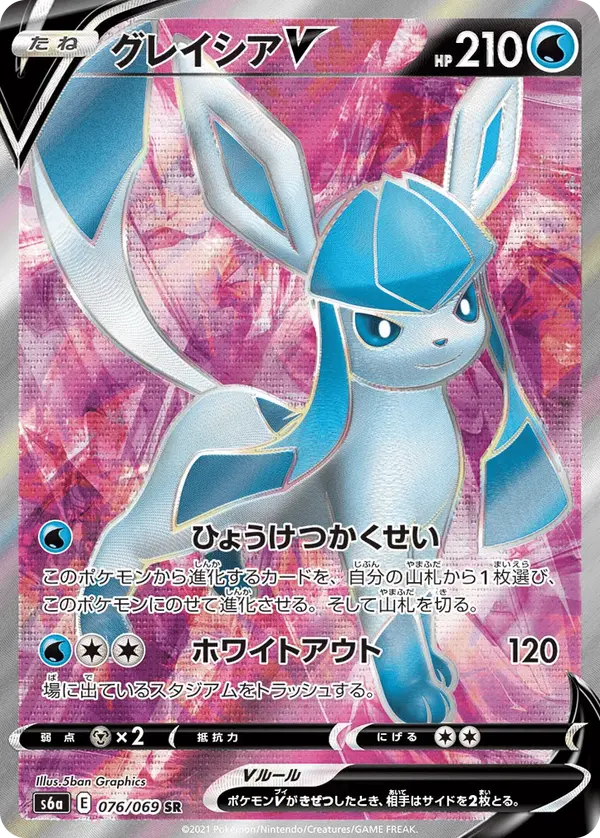 たね グレイシアV HP 210
ひょうけつかくせい
このポケモンから進化するカードを、自分の山札から1枚選び、
このポケモンにのせて進化させる。そして山札を切る。
ホワイトアウト 120
場に出ているスタジアムをトラッシュする。
弱点 ×2 抵抗力 にげる
Illus. 5ban Graphics
Vルール
s6a E 076/069 SR
ポケモンVがきぜつしたとき、相手はサイドを2枚とる。
©2021 Pokémon/Nintendo/Creatures/GAME FREAK.